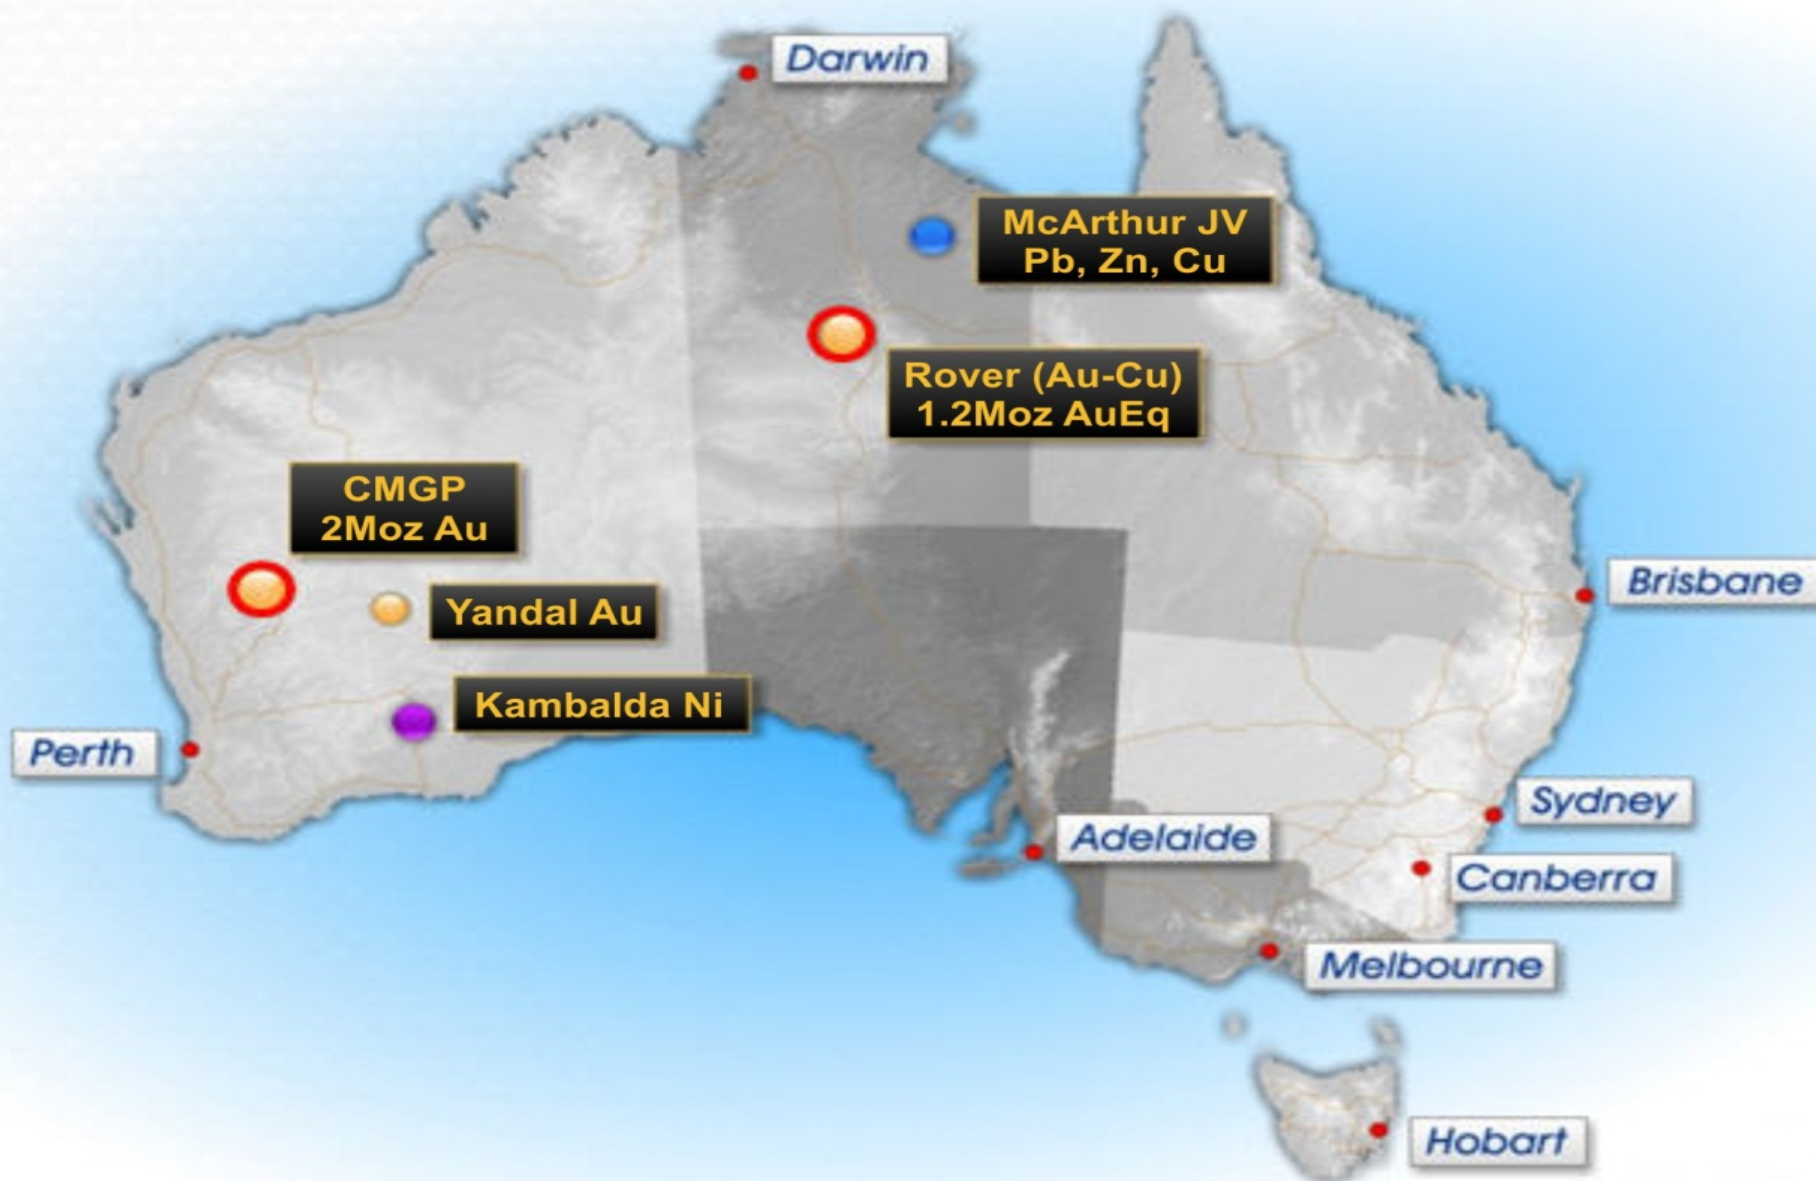 Darwin
McArthur JV
Pb, Zn, Cu
Rover (Au-Cu)
1.2Moz AuEq
CMGP
2Moz Au
Yandal Au
Brisbane
Kambalda Ni
Perth
Sydney
Adelaide
Canberra
Melbourne
Hobart